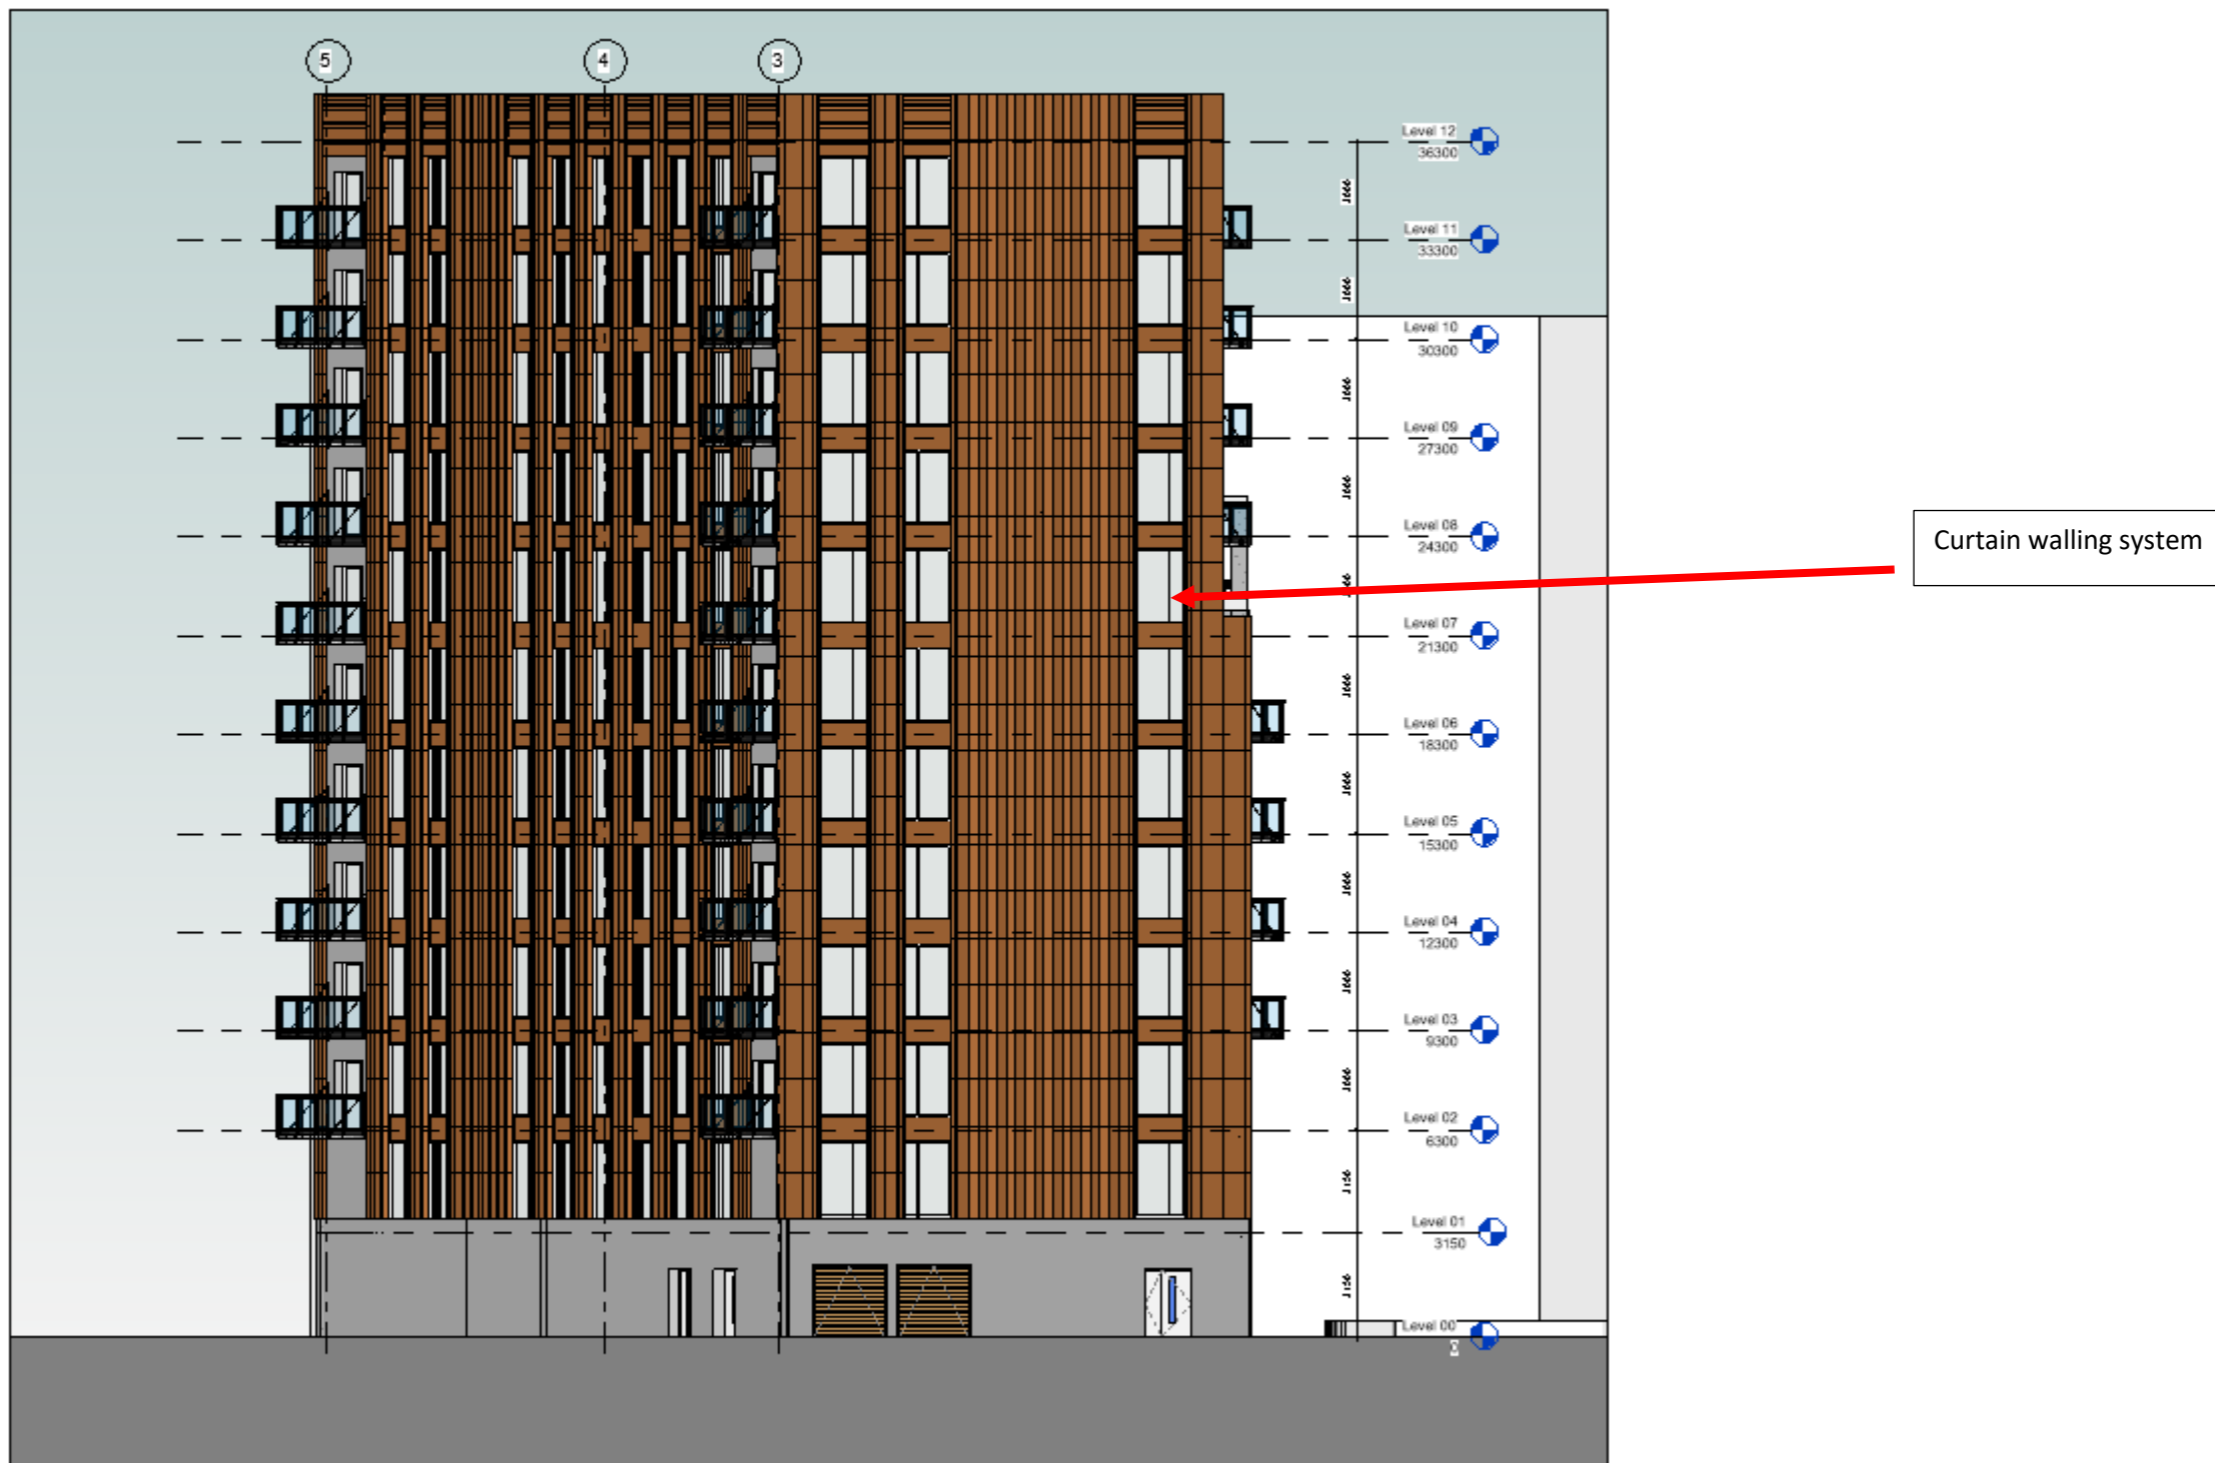 5
4
3
Level 12
36300
Level 11
33300
Level 10
30300
Level 09
27300
Level 08
24300
Curtain walling system
Level 07
21300
Level 06
18300
Level 05
15300
Level 04
12300
Level 03
9300
Level 02
6300
Level 01
3150
Level 00
0